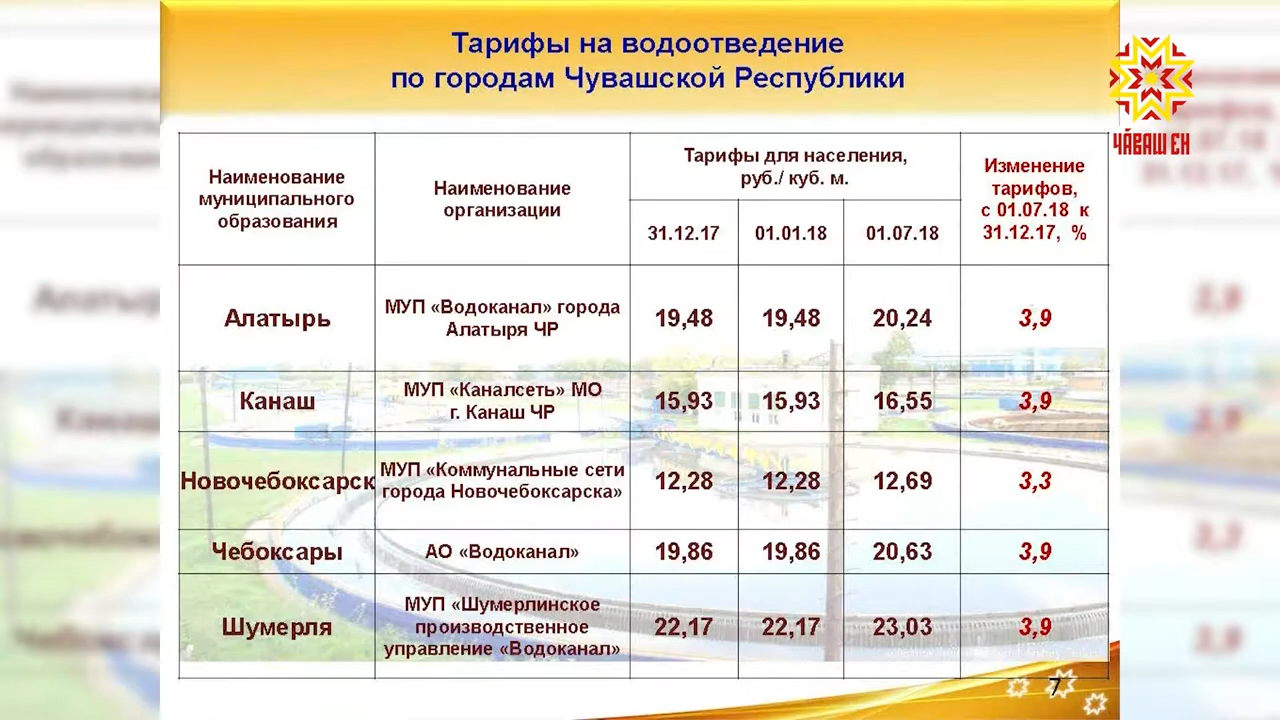 Тарифы на водоотведение
по городам Чувашской Республики
ЧĂВАШ ЕН
Наименование
муниципального
образования
Наименование
организации
Тарифы для населения,
руб./ куб. м.
31.12.17
01.01.18
01.07.18
Изменение
тарифов,
с 01.07.18 к
31.12.17, %
Алатырь
МУП «Водоканал» города
Алатыря ЧР
19,48
19,48
20,24
3,9
Канаш
МУП «Каналсеть» МО
г. Канаш ЧР
15,93
15,93
16,55
3,9
Новочебоксарск
МУП «Коммунальные сети
города Новочебоксарска»
12,28
12,28
12,69
3,3
Чебоксары
АО «Водоканал»
19,86
19,86
20,63
3,9
Шумерля
МУП «Шумерлинское
производственное
управление «Водоканал»
22,17
22,17
23,03
3,9
7